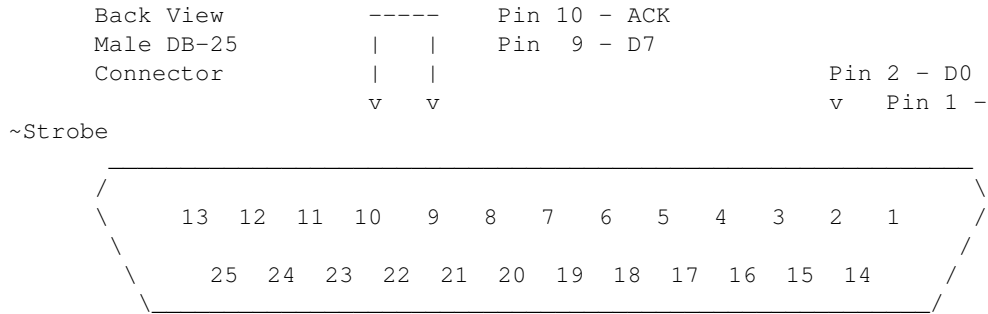 Back View ----- Pin 10 - ACK
Male DB-25 | | Pin 9 - D7
Connector | | Pin 2 - D0
v v v Pin 1 -
~Strobe
13 12 11 10 9 8 7 6 5 4 3 2 1
25 24 23 22 21 20 19 18 17 16 15 14